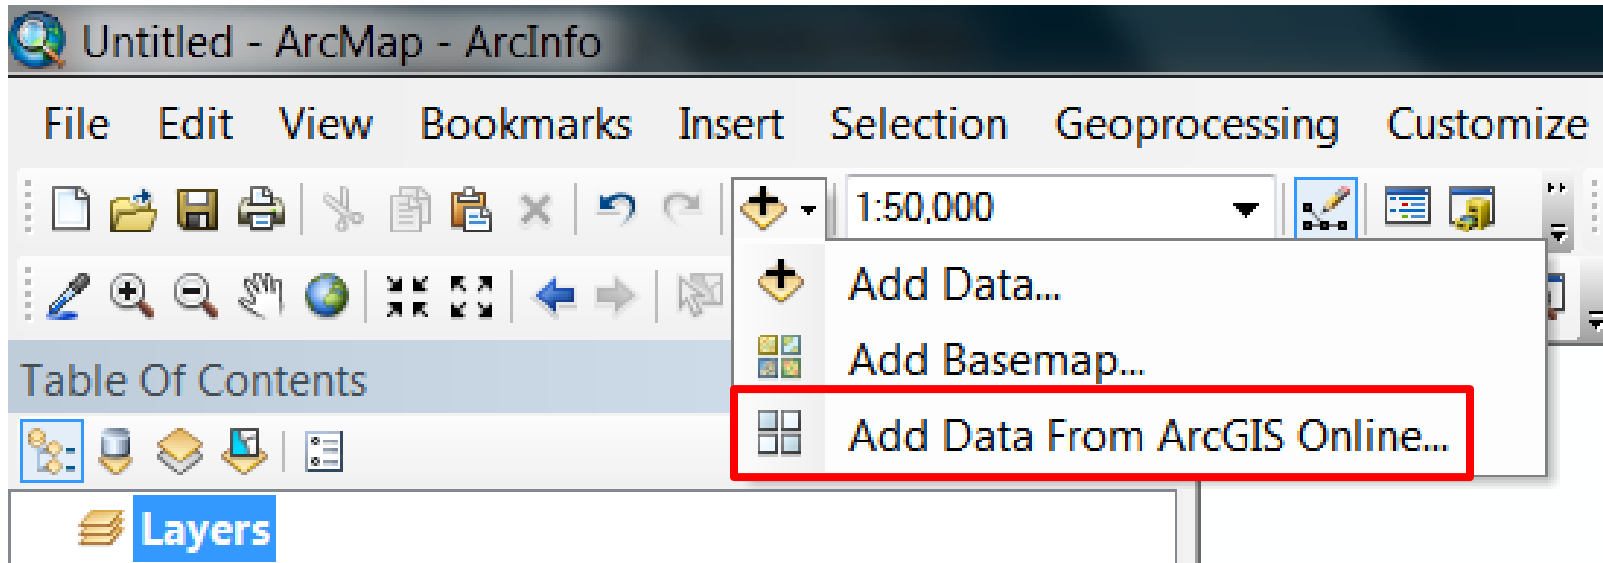 Untitled - ArcMap - ArcInfo
File Edit View Bookmarks Insert Selection Geoprocessing Customize
1:50,000
Add Data...
Add Basemap...
Table Of Contents
Add Data From ArcGIS Online...
Layers